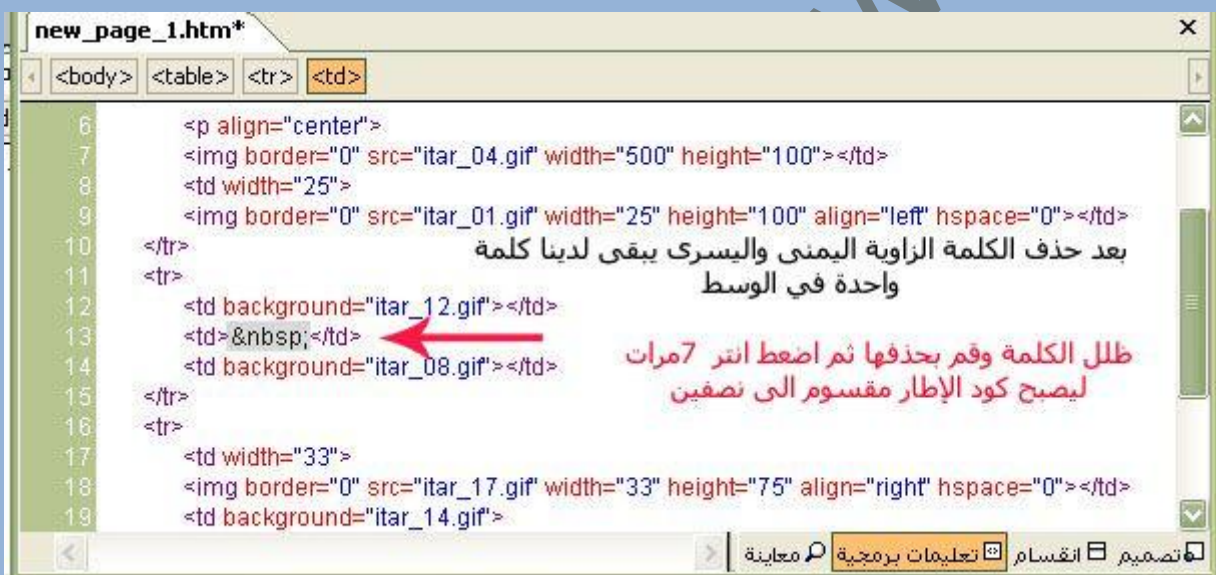 new_page_1.htm*
<body> <table> <tr> <td>
6 <p align="center">
7 <img border="0" src="itar_04.gif" width="500" height="100"></td>
8 <td width="25">
9 <img border="0" src="itar_01.gif" width="25" height="100" align="left" hspace="0"></td>
10 </tr>
بعد حذف الكلمة الزاوية اليمنى واليسرى يبقى لدينا كلمة
11 <tr>
واحدة في الوسط
12 <td background="itar_12.gif"></td>
13 <td>&nbsp;</td>
ظلل الكلمة وقم بحذفها ثم اضعط انتر 7مرات
14 <td background="itar_08.gif"></td>
ليصبح كود الإطار مقسوم الى نصفين
15 </tr>
16 <tr>
17 <td width="33">
18 <img border="0" src="itar_17.gif" width="33" height="75" align="right" hspace="0"></td>
19 <td background="itar_14.gif">
تصميم انقسام تعليمات برمجية معاينة